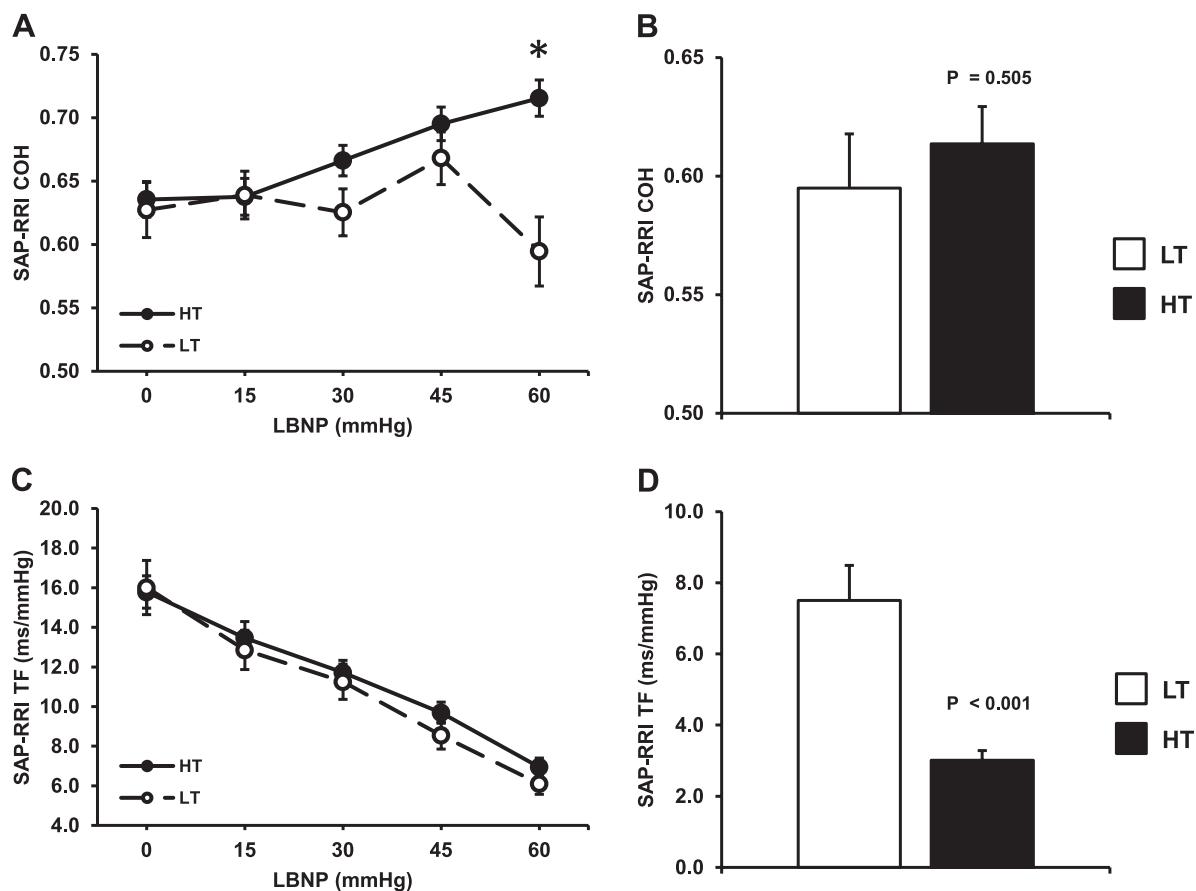 A
*
0.75
0.70
0.65
0.60
0.55
0.50
SAP-RRI COH
HT
LT
0 15 30 45 60
LBNP (mmHg)
B
P = 0.505
0.65
0.60
0.55
0.50
SAP-RRI COH
LT
HT
C
20.0
18.0
16.0
14.0
12.0
10.0
8.0
6.0
4.0
SAP-RRI TF (ms/mmHg)
HT
LT
0 15 30 45 60
LBNP (mmHg)
D
10.0
8.0
6.0
4.0
2.0
0.0
SAP-RRI TF (ms/mmHg)
P < 0.001
LT
HT